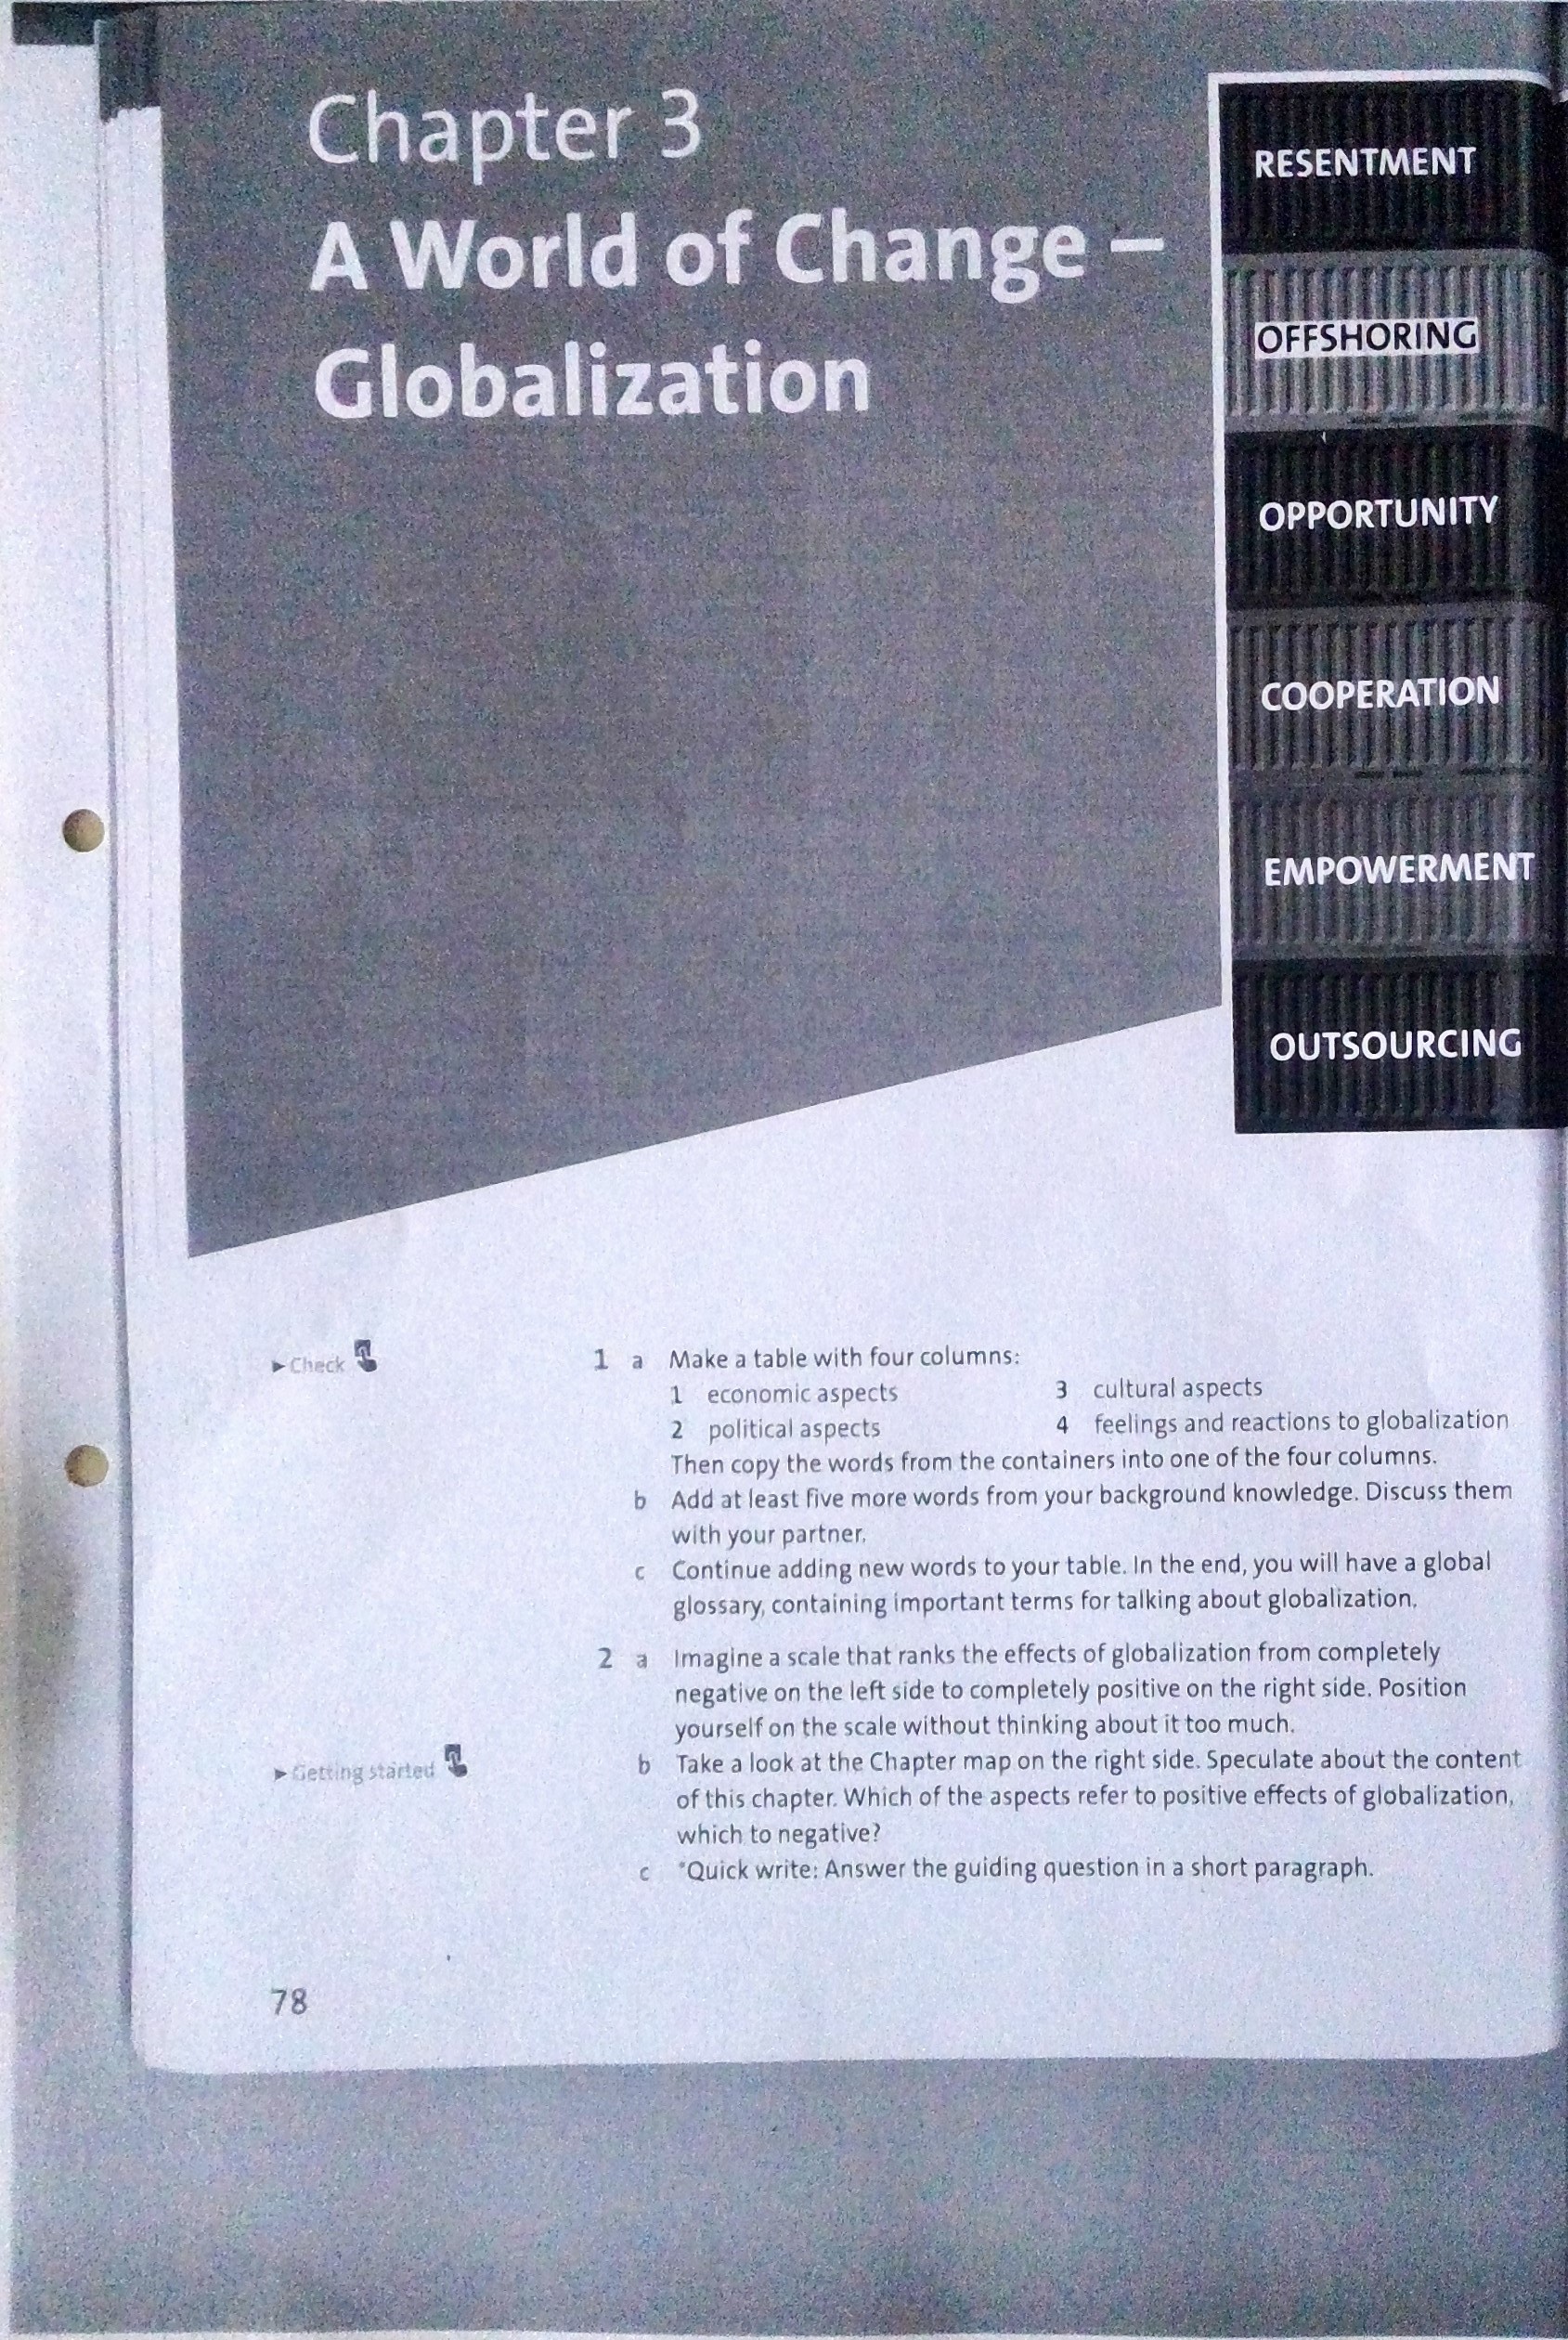 Chapter 3
A World of Change –
Globalization
RESENTMENT
OFFSHORING
OPPORTUNITY
COOPERATION
EMPOWERMENT
OUTSOURCING
► Check
1 a Make a table with four columns:
1 economic aspects 3 cultural aspects
2 political aspects 4 feelings and reactions to globalization
Then copy the words from the containers into one of the four columns.
b Add at least five more words from your background knowledge. Discuss them
with your partner.
c Continue adding new words to your table. In the end, you will have a global
glossary, containing important terms for talking about globalization.
2 a Imagine a scale that ranks the effects of globalization from completely
negative on the left side to completely positive on the right side. Position
yourself on the scale without thinking about it too much.
► Getting started
b Take a look at the Chapter map on the right side. Speculate about the content
of this chapter. Which of the aspects refer to positive effects of globalization,
which to negative?
c *Quick write: Answer the guiding question in a short paragraph.
78